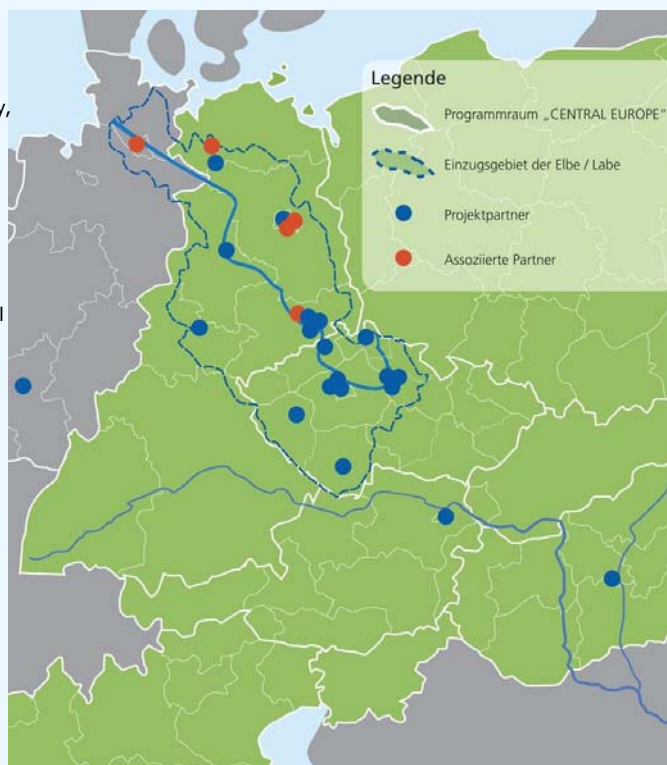 y,
l
Legende
Programmraum „CENTRAL EUROPE“
Einzugsgebiet der Elbe / Labe
Projektpartner
Assoziierte Partner